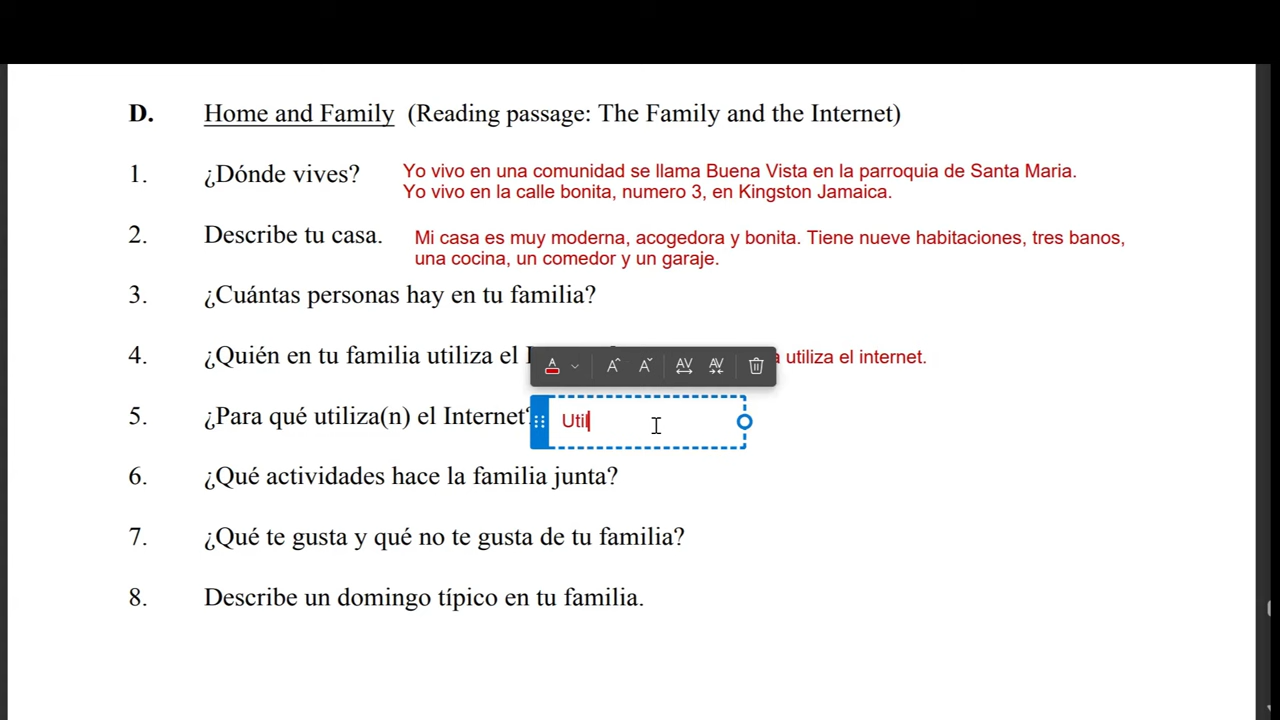 D. Home and Family (Reading passage: The Family and the Internet)
1. ¿Dónde vives? Yo vivo en una comunidad se llama Buena Vista en la parroquia de Santa Maria.
Yo vivo en la calle bonita, numero 3, en Kingston Jamaica.
2. Describe tu casa. Mi casa es muy moderna, acogedora y bonita. Tiene nueve habitaciones, tres banos,
una cocina, un comedor y un garaje.
3. ¿Cuántas personas hay en tu familia?
4. ¿Quién en tu familia utiliza el utiliza el internet.
5. ¿Para qué utiliza(n) el Internet? Util
6. ¿Qué actividades hace la familia junta?
7. ¿Qué te gusta y qué no te gusta de tu familia?
8. Describe un domingo típico en tu familia.